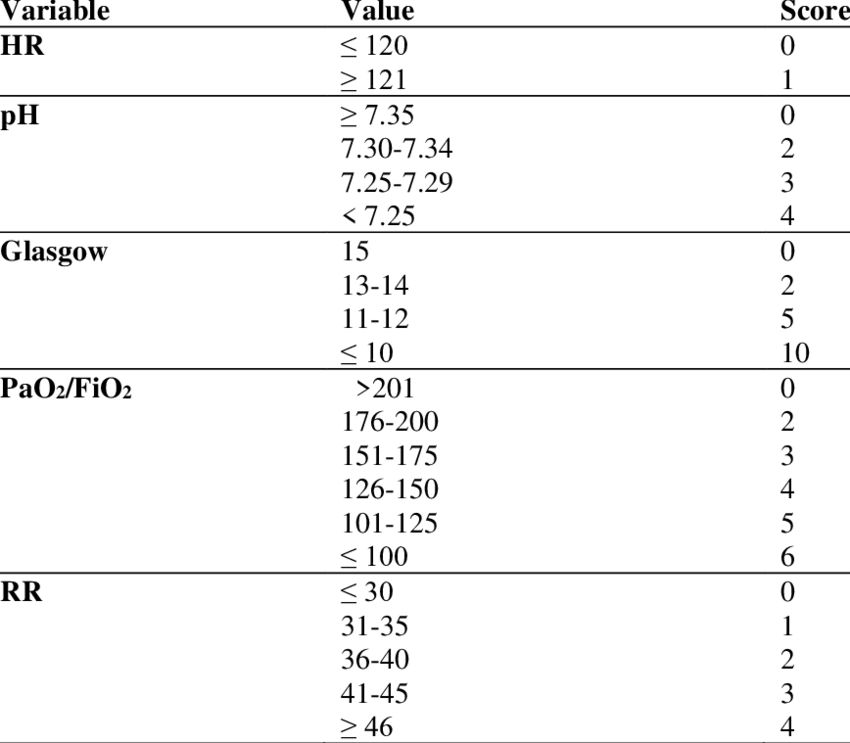 Variable Value Score
HR ≤ 120 0
≥ 121 1
pH ≥ 7.35 0
7.30-7.34 2
7.25-7.29 3
< 7.25 4
Glasgow 15 0
13-14 2
11-12 5
≤ 10 10
PaO₂/FiO₂ >201 0
176-200 2
151-175 3
126-150 4
101-125 5
≤ 100 6
RR ≤ 30 0
31-35 1
36-40 2
41-45 3
≥ 46 4